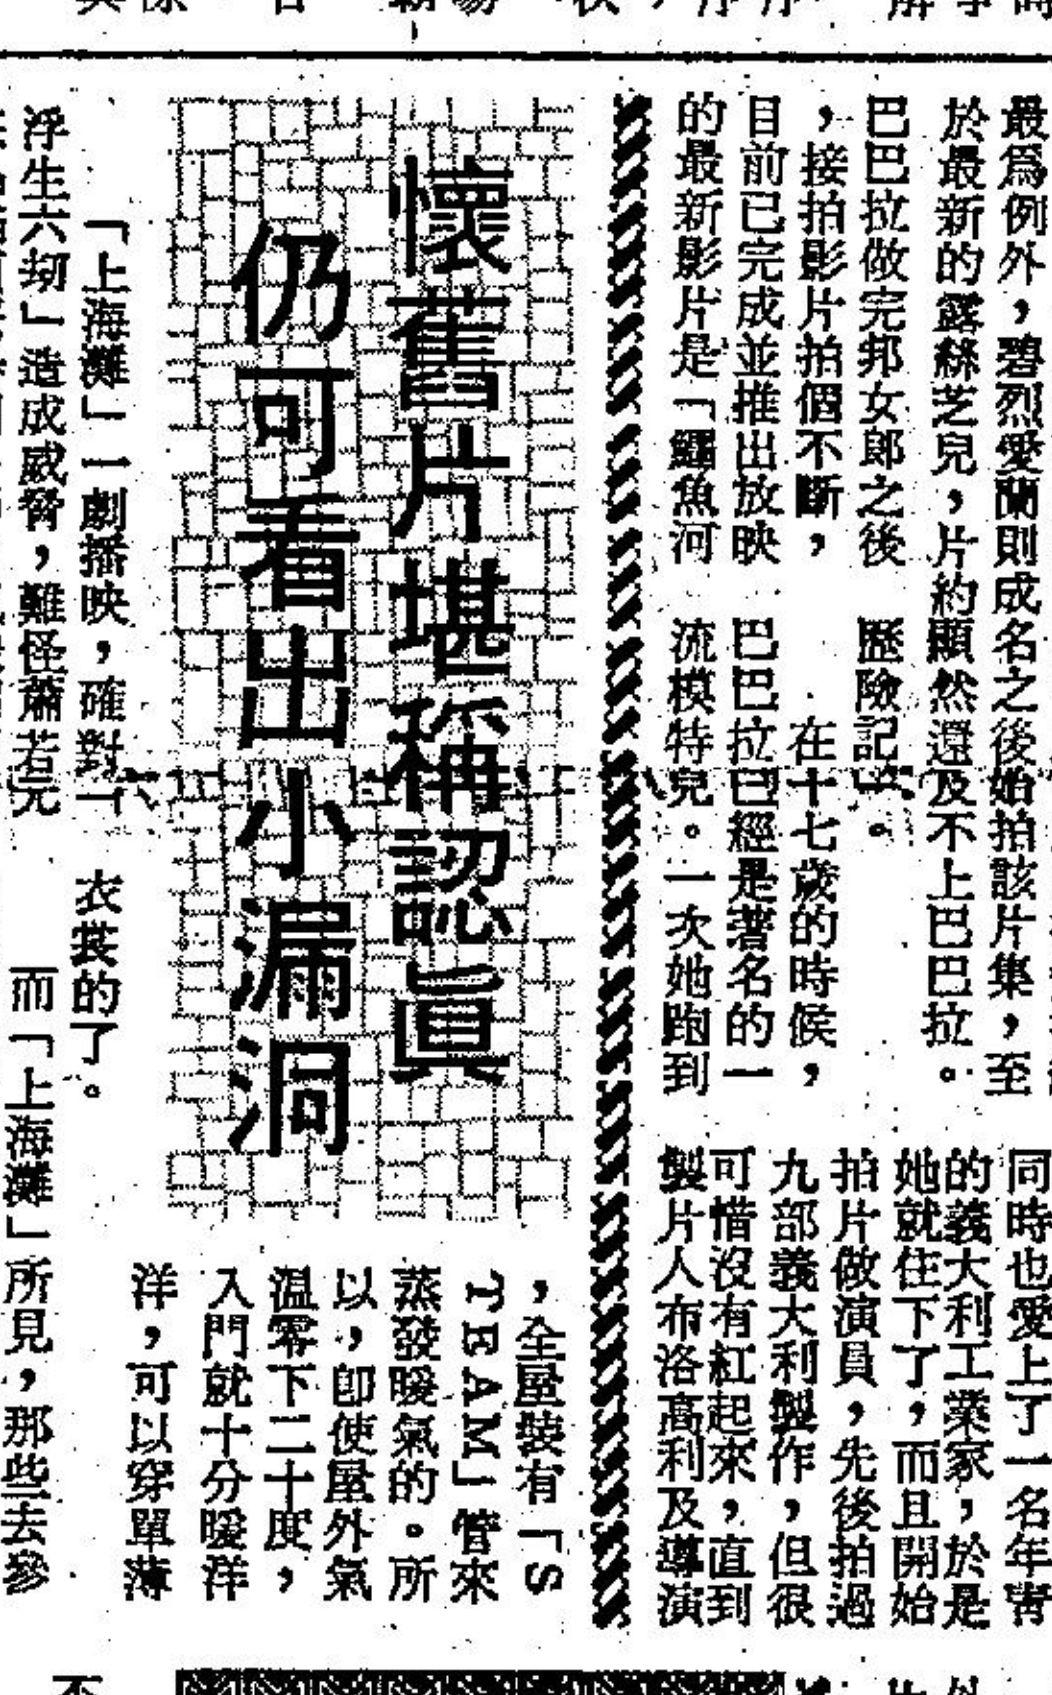 最爲例外，碧烈愛蘭則成名之後始拍該片集，至
於最新的露絲芝兒，片約顯然還及不上巴巴拉。
巴巴拉做完邦女郎之後
，接拍影片拍個不斷，
目前已完成並推出放映
的最新影片是「鱷魚河
歷險記」。
在十七歲的時候，
巴巴拉已經是著名的一
流模特兒。一次她跑到
同時也愛上了一名年青
的義大利工業家，於是
她就住下了，而且開始
拍片做演員，先後拍過
九部義大利製作，但很
可惜沒有紅起來，直到
製片人布洛高利及導演
懷舊片堪稱認眞
仍可看出小漏洞
「上海灘」一劇播映，確對「
浮生六刧」造成威脅，難怪蕭若元
，全屋裝有「S
TEAM」管來
蒸發暖氣的。所
以，卽使屋外氣
溫零下二十度，
入門就十分暖洋
洋，可以穿單薄
衣裳的了。
而「上海灘」所見，那些去參